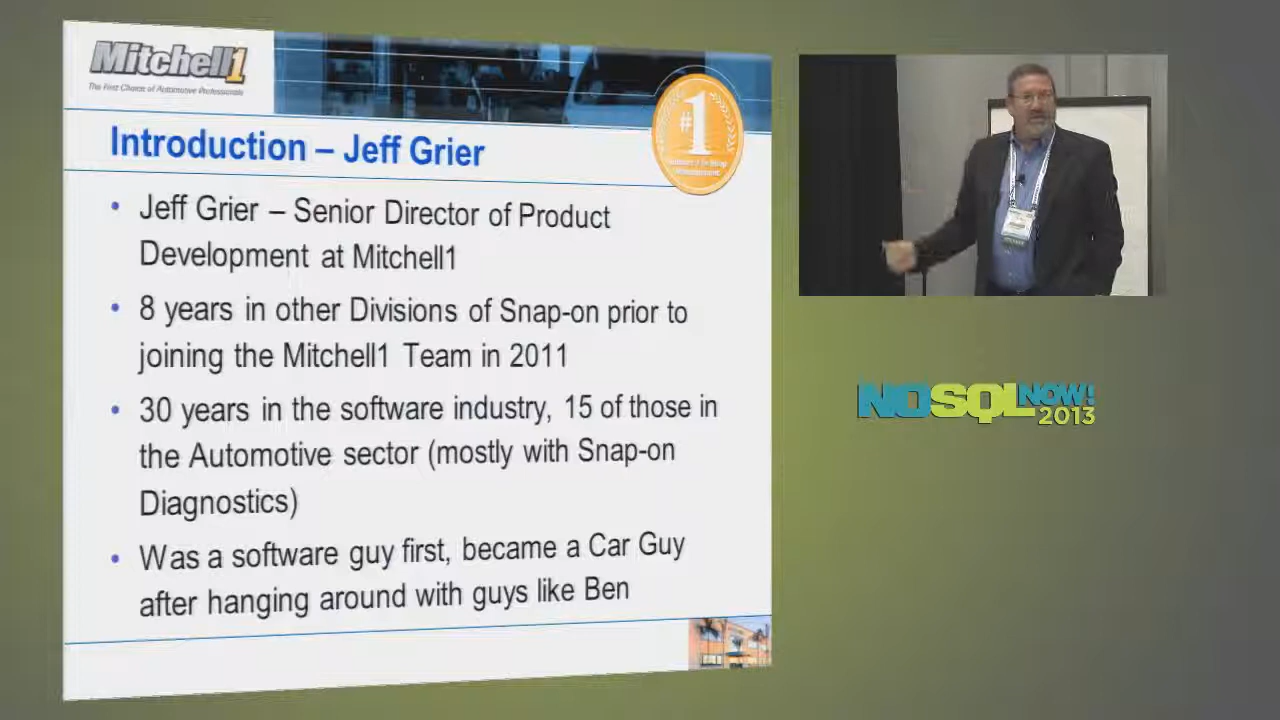 Mitchell1
The First Choice of Automotive Professionals
#1
Introduction – Jeff Grier
• Jeff Grier – Senior Director of Product
Development at Mitchell1
• 8 years in other Divisions of Snap-on prior to
joining the Mitchell1 Team in 2011
• 30 years in the software industry, 15 of those in
the Automotive sector (mostly with Snap-on
Diagnostics)
• Was a software guy first, became a Car Guy
after hanging around with guys like Ben
NOSQLNOW!
2013